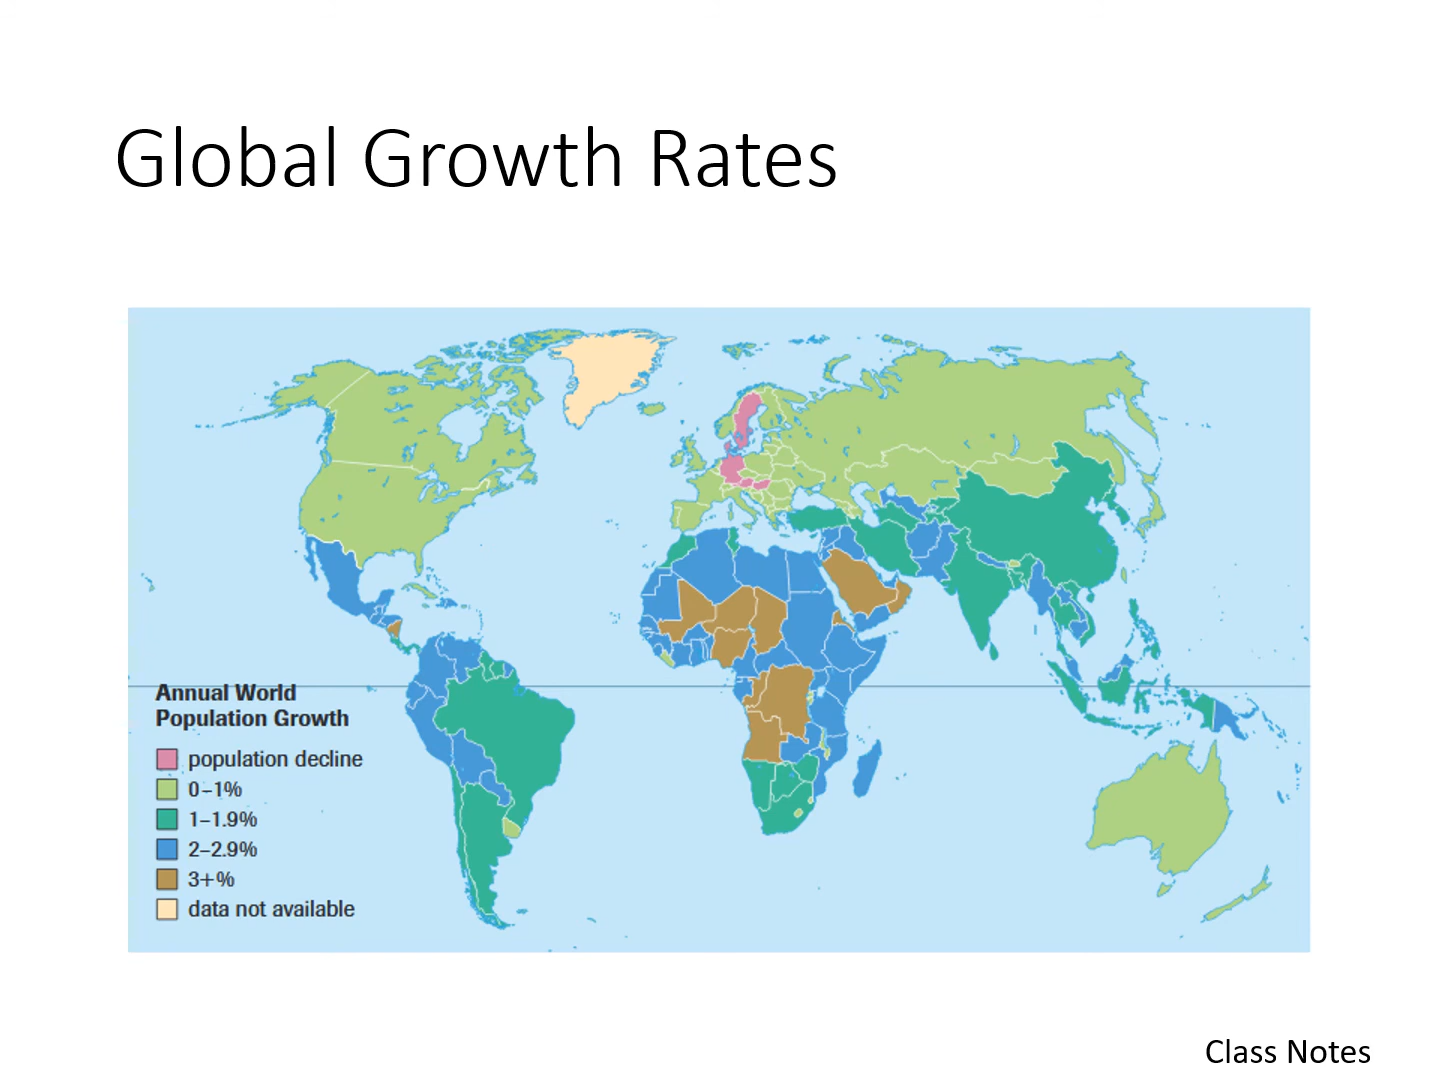 Global Growth Rates
Annual World
Population Growth
population decline
0–1%
1–1.9%
2–2.9%
3+%
data not available
Class Notes